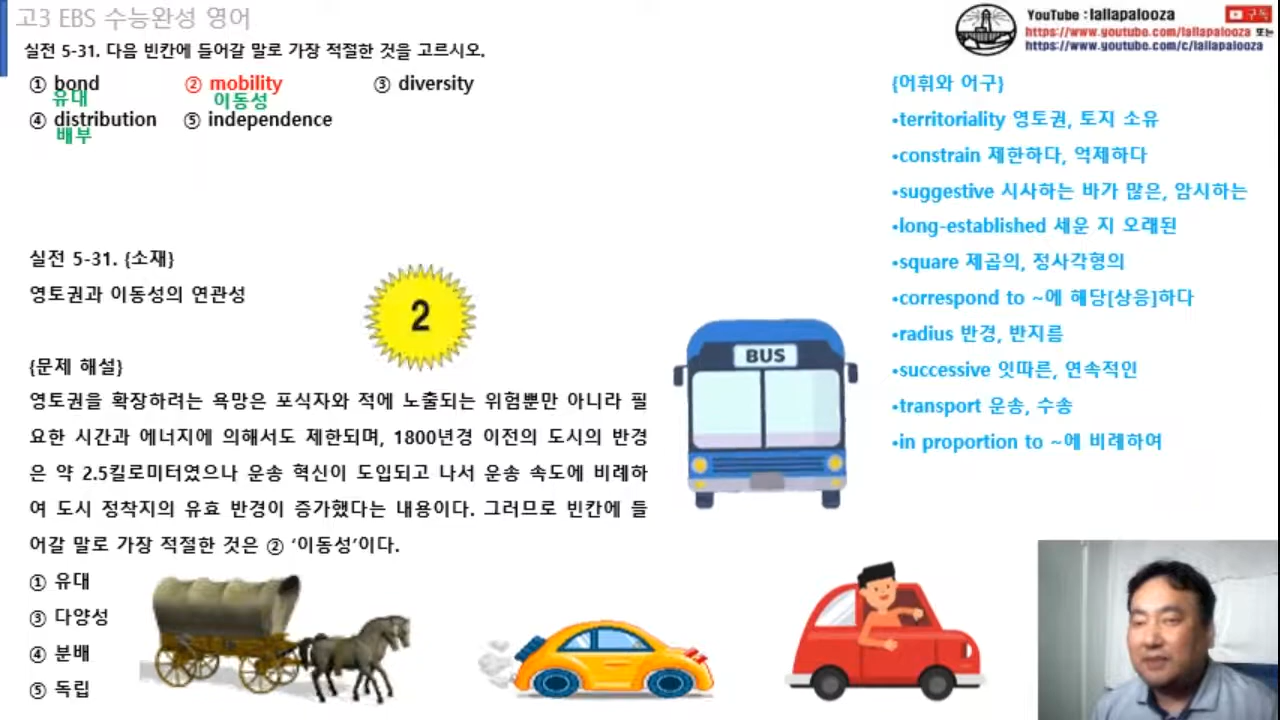 고3 EBS 수능완성 영어
YouTube : lallapalooza
구독
https://www.youtube.com/lallapalooza 또는
https://www.youtube.com/c/lallapalooza
실전 5-31. 다음 빈칸에 들어갈 말로 가장 적절한 것을 고르시오.
① bond ② mobility ③ diversity
유대 이동성
④ distribution ⑤ independence
배부
실전 5-31. {소재}
영토권과 이동성의 연관성
2
{문제 해설}
영토권을 확장하려는 욕망은 포식자와 적에 노출되는 위험뿐만 아니라 필
요한 시간과 에너지에 의해서도 제한되며, 1800년경 이전의 도시의 반경
은 약 2.5킬로미터였으나 운송 혁신이 도입되고 나서 운송 속도에 비례하
여 도시 정착지의 유효 반경이 증가했다는 내용이다. 그러므로 빈칸에 들
어갈 말로 가장 적절한 것은 ② ‘이동성’이다.
① 유대
③ 다양성
④ 분배
⑤ 독립
BUS
{어휘와 어구}
•territoriality 영토권, 토지 소유
•constrain 제한하다, 억제하다
•suggestive 시사하는 바가 많은, 암시하는
•long-established 세운 지 오래된
•square 제곱의, 정사각형의
•correspond to ~에 해당[상응]하다
•radius 반경, 반지름
•successive 잇따른, 연속적인
•transport 운송, 수송
•in proportion to ~에 비례하여